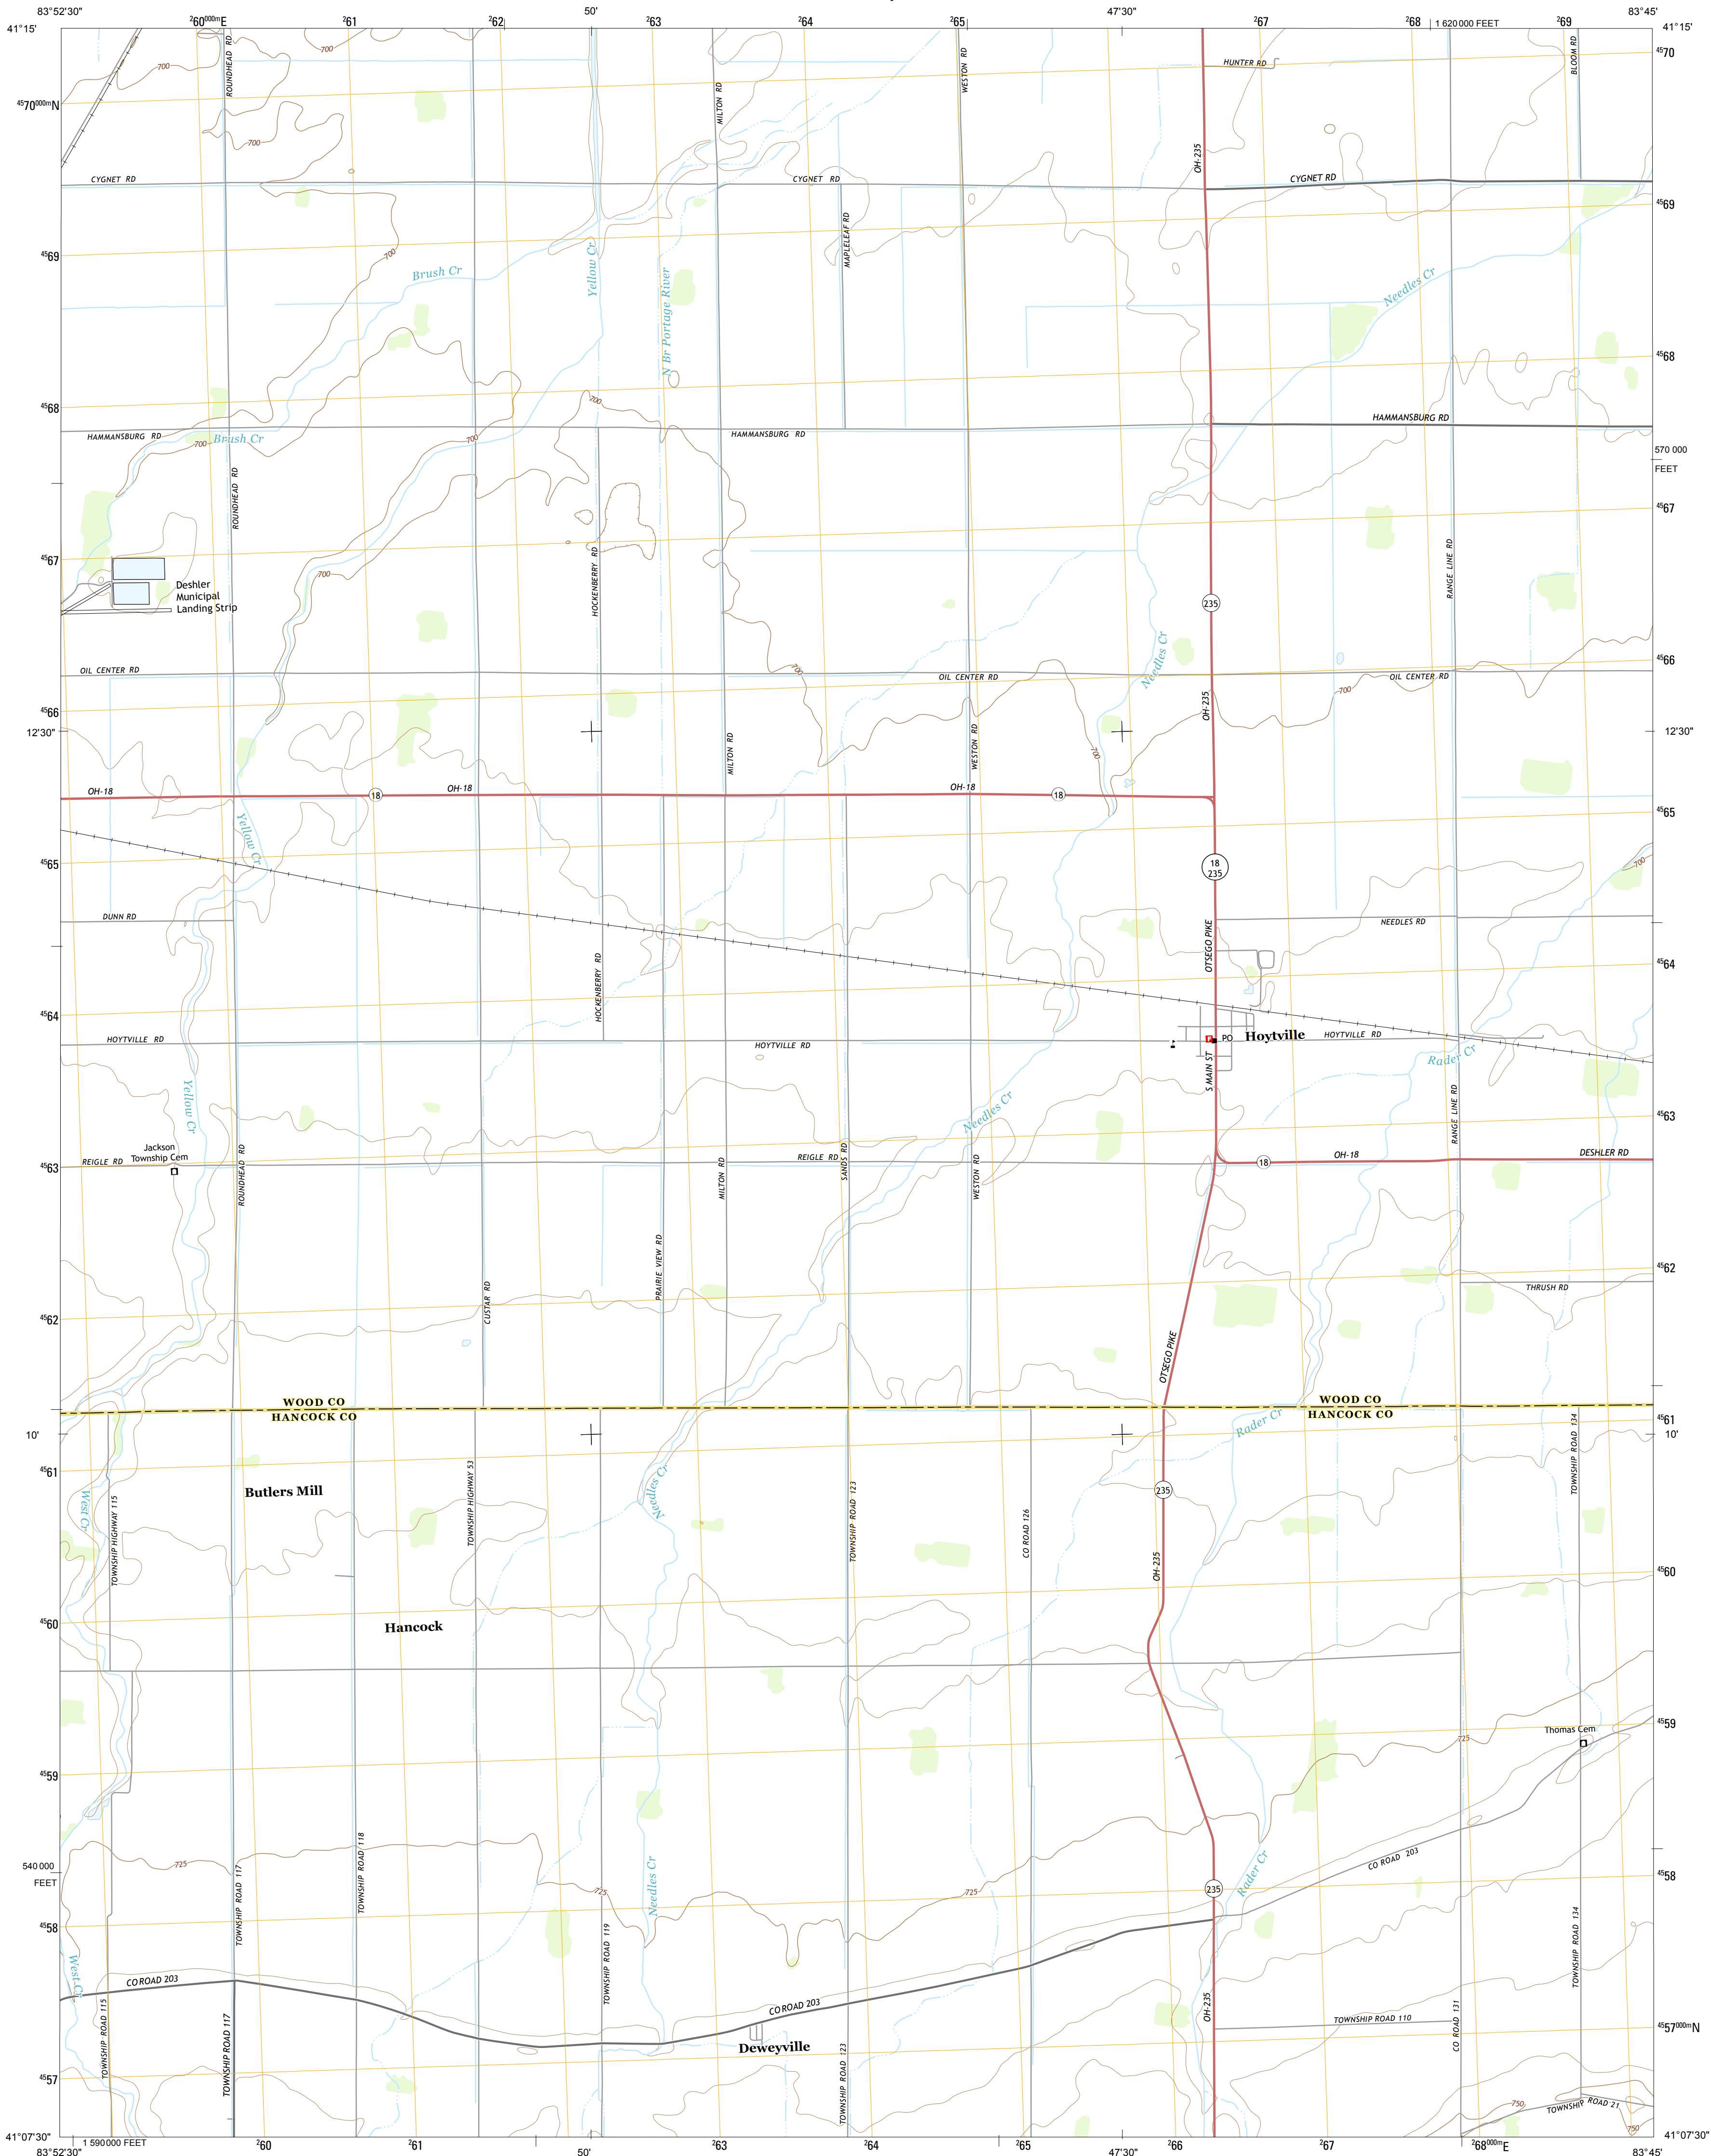 83°52'30"
²60⁰⁰⁰ᵐE
²61
²62
50'
²63
²64
²65
47'30"
²67
²68
1 620 000 FEET
²69
83°45'
41°15'
41°15'
ROUNDHEAD RD
700
700
MILTON RD
WESTON RD
HUNTER RD
BLOOM RD
⁴⁵70
⁴⁵70⁰⁰⁰ᵐN
700
OH-235
CYGNET RD
CYGNET RD
CYGNET RD
⁴⁵69
MAPLELEAF RD
⁴⁵69
700
Brush Cr
Yellow Cr
N Br Portage River
Needles Cr
⁴⁵68
⁴⁵68
700
HAMMANSBURG RD
700
Brush Cr
700
HAMMANSBURG RD
HAMMANSBURG RD
570 000
FEET
ROUNDHEAD RD
⁴⁵67
⁴⁵67
700
HOCKENBERRY RD
RANGE LINE RD
Deshler
Municipal
Landing Strip
235
OIL CENTER RD
700
OIL CENTER RD
Needles Cr
OIL CENTER RD
⁴⁵66
⁴⁵66
OH-235
700
12'30"
MILTON RD
WESTON RD
700
12'30"
OH-18
18
OH-18
OH-18
18
⁴⁵65
Yellow Cr
⁴⁵65
18
235
700
DUNN RD
NEEDLES RD
OTSEGO PIKE
⁴⁵64
⁴⁵64
HOCKENBERRY RD
HOYTVILLE RD
HOYTVILLE RD
PO
Hoytville
HOYTVILLE RD
Rader Cr
S MAIN ST
Yellow Cr
Needles Cr
RANGE LINE RD
⁴⁵63
⁴⁵63
Jackson
Township Cem
REIGLE RD
ROUNDHEAD RD
MILTON RD
REIGLE RD
SANDS RD
WESTON RD
18
OH-18
DESHLER RD
⁴⁵62
⁴⁵62
CUSTAR RD
PRAIRIE VIEW RD
THRUSH RD
OTSEGO PIKE
WOOD CO
HANCOCK CO
WOOD CO
HANCOCK CO
⁴⁵61
10'
10'
⁴⁵61
Rader Cr
TOWNSHIP ROAD 134
West Cr
TOWNSHIP HIGHWAY 115
Butlers Mill
TOWNSHIP HIGHWAY 53
Needles Cr
TOWNSHIP ROAD 123
CO ROAD 126
235
OH-235
⁴⁵60
⁴⁵60
Hancock
⁴⁵59
⁴⁵59
725
Thomas Cem
TOWNSHIP ROAD 118
725
540 000
FEET
TOWNSHIP ROAD 117
725
Needles Cr
725
235
Rader Cr
CO ROAD 203
⁴⁵58
⁴⁵58
TOWNSHIP ROAD 119
TOWNSHIP ROAD 134
West Cr
CO ROAD 203
CO ROAD 203
TOWNSHIP ROAD 115
TOWNSHIP ROAD 117
Deweyville
TOWNSHIP ROAD 123
OH-235
TOWNSHIP ROAD 110
CO ROAD 131
⁴⁵57⁰⁰⁰ᵐN
⁴⁵57
750
TOWNSHIP ROAD 21
750
41°07'30"
1 590 000 FEET
83°52'30"
²60
²61
50'
²63
²64
²65
47'30"
²66
²67
²68⁰⁰⁰ᵐE
83°45'
41°07'30"